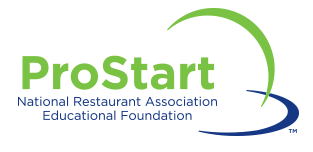 ProStart
National Restaurant Association
Educational Foundation
™